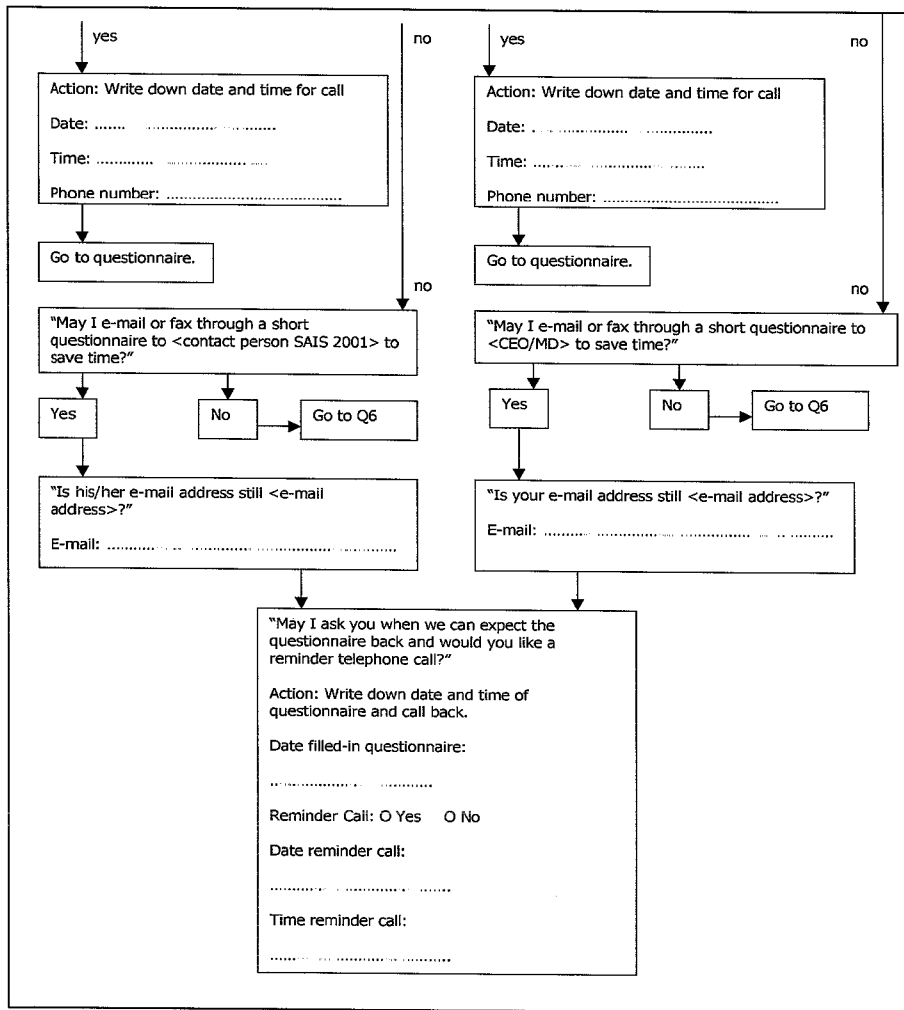 yes
no
yes
no
Action: Write down date and time for call
Date: ....... ................................
Time: .............. .......................... ....
Phone number: ..........................................
Go to questionnaire.
no
"May I e-mail or fax through a short
questionnaire to <contact person SAIS 2001> to
save time?"
Yes
No
Go to Q6
"Is his/her e-mail address still <e-mail
address>?"
E-mail: ......................................................................
Action: Write down date and time for call
Date: ............................................
Time: .........................................
Phone number: ..........................................
Go to questionnaire.
no
"May I e-mail or fax through a short questionnaire to
<CEO/MD> to save time?"
Yes
No
Go to Q6
"Is your e-mail address still <e-mail address>?"
E-mail: ......................................................................
"May I ask you when we can expect the
questionnaire back and would you like a
reminder telephone call?"
Action: Write down date and time of
questionnaire and call back.
Date filled-in questionnaire:
.......................................
Reminder Call: O Yes O No
Date reminder call:
............................................
Time reminder call:
............................................